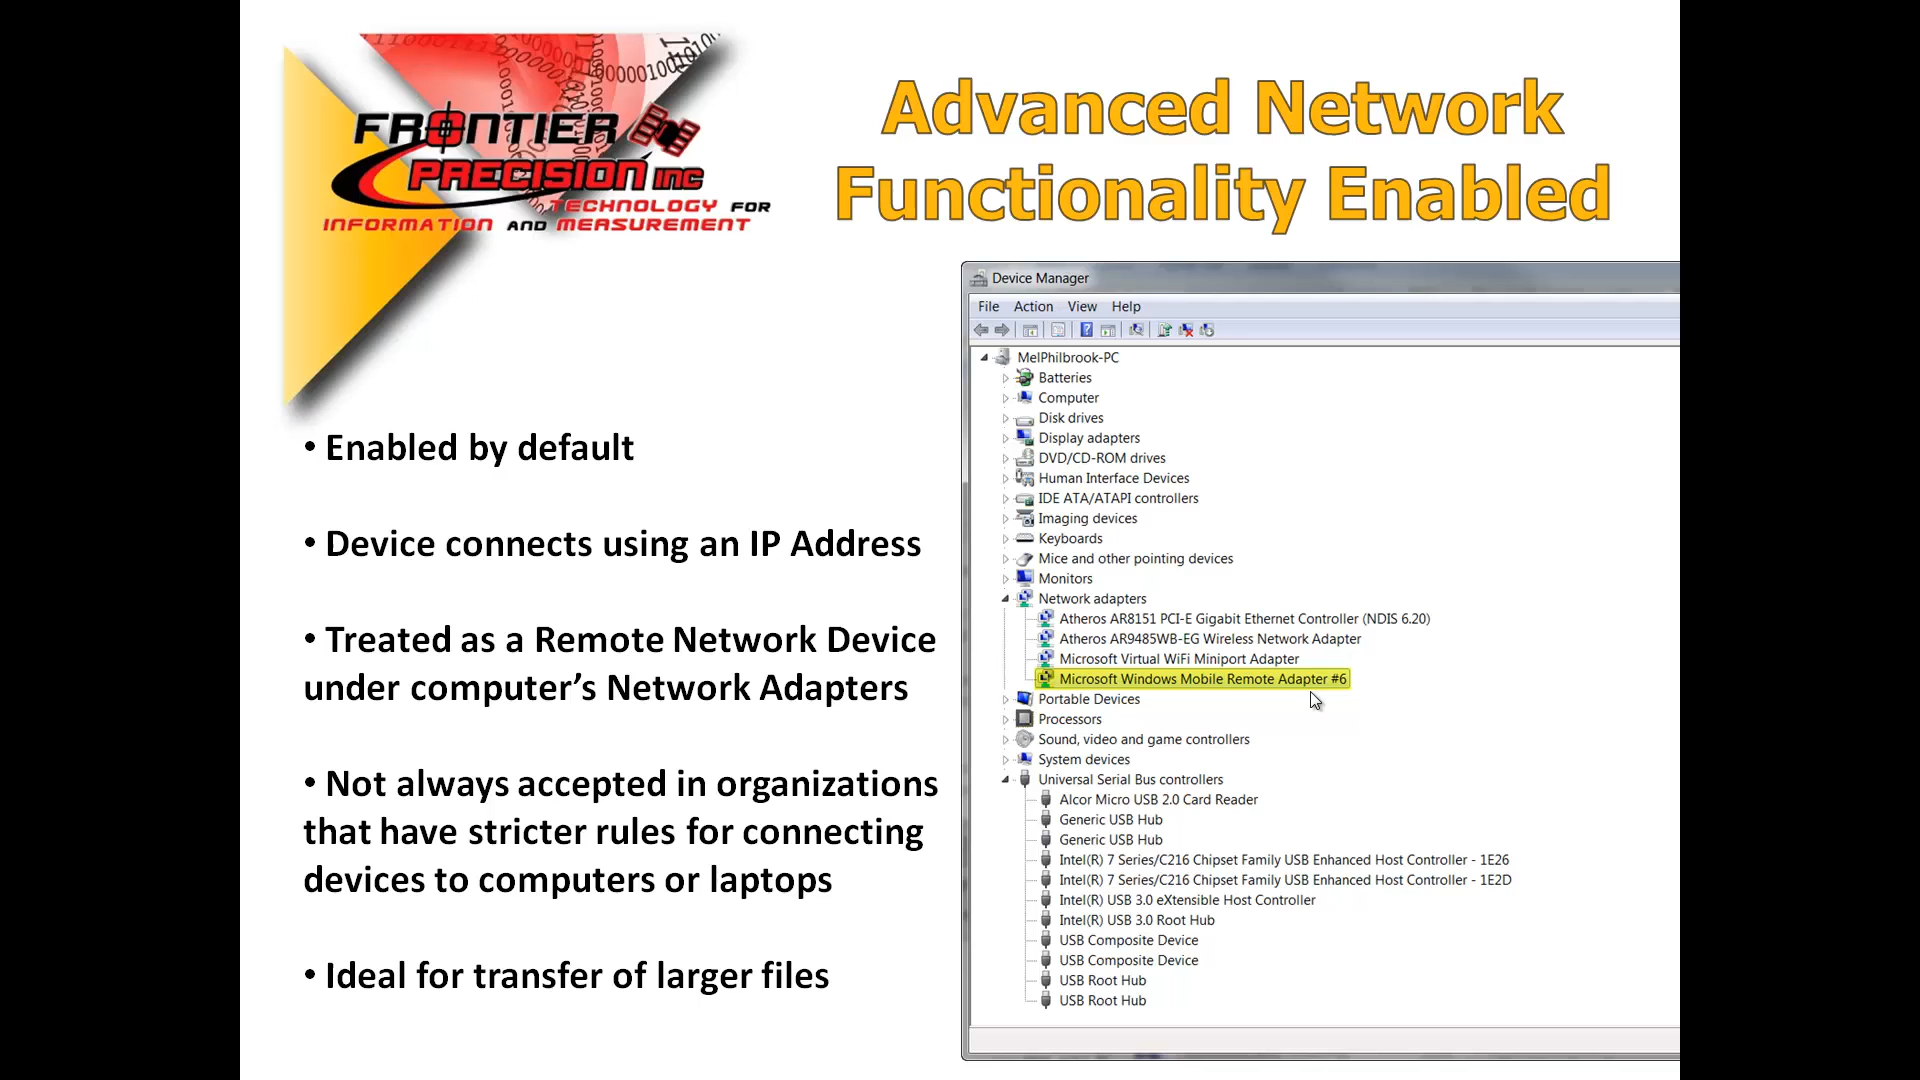 FRONTIER
PRECISION INC
TECHNOLOGY FOR
INFORMATION AND MEASUREMENT
Advanced Network
Functionality Enabled
• Enabled by default
• Device connects using an IP Address
• Treated as a Remote Network Device
under computer’s Network Adapters
• Not always accepted in organizations
that have stricter rules for connecting
devices to computers or laptops
• Ideal for transfer of larger files
Device Manager
File Action View Help
MelPhilbrook-PC
Batteries
Computer
Disk drives
Display adapters
DVD/CD-ROM drives
Human Interface Devices
IDE ATA/ATAPI controllers
Imaging devices
Keyboards
Mice and other pointing devices
Monitors
Network adapters
Atheros AR8151 PCI-E Gigabit Ethernet Controller (NDIS 6.20)
Atheros AR9485WB-EG Wireless Network Adapter
Microsoft Virtual WiFi Miniport Adapter
Microsoft Windows Mobile Remote Adapter #6
Portable Devices
Processors
Sound, video and game controllers
System devices
Universal Serial Bus controllers
Alcor Micro USB 2.0 Card Reader
Generic USB Hub
Generic USB Hub
Intel(R) 7 Series/C216 Chipset Family USB Enhanced Host Controller - 1E26
Intel(R) 7 Series/C216 Chipset Family USB Enhanced Host Controller - 1E2D
Intel(R) USB 3.0 eXtensible Host Controller
Intel(R) USB 3.0 Root Hub
USB Composite Device
USB Composite Device
USB Root Hub
USB Root Hub